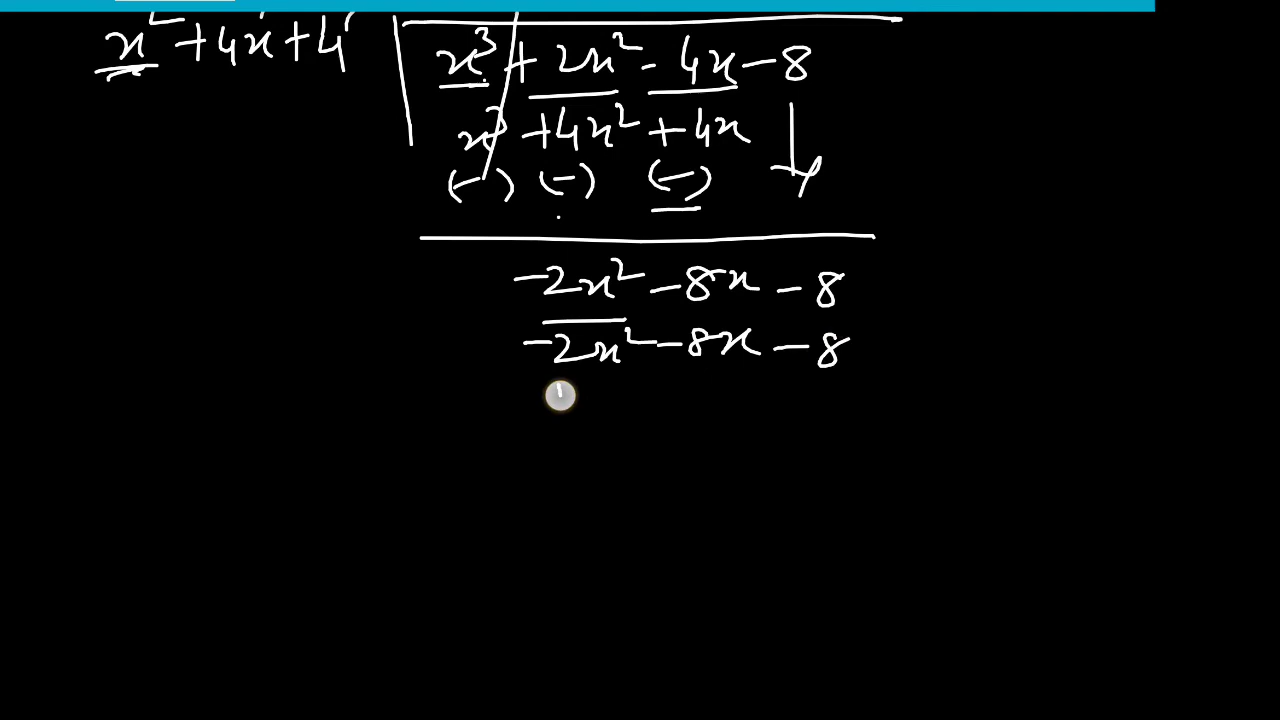 x² + 4x + 4
x³ + 2x² - 4x - 8
x³ + 4x² + 4x
(-) (-) (-)
-2x² - 8x - 8
-2x² - 8x - 8